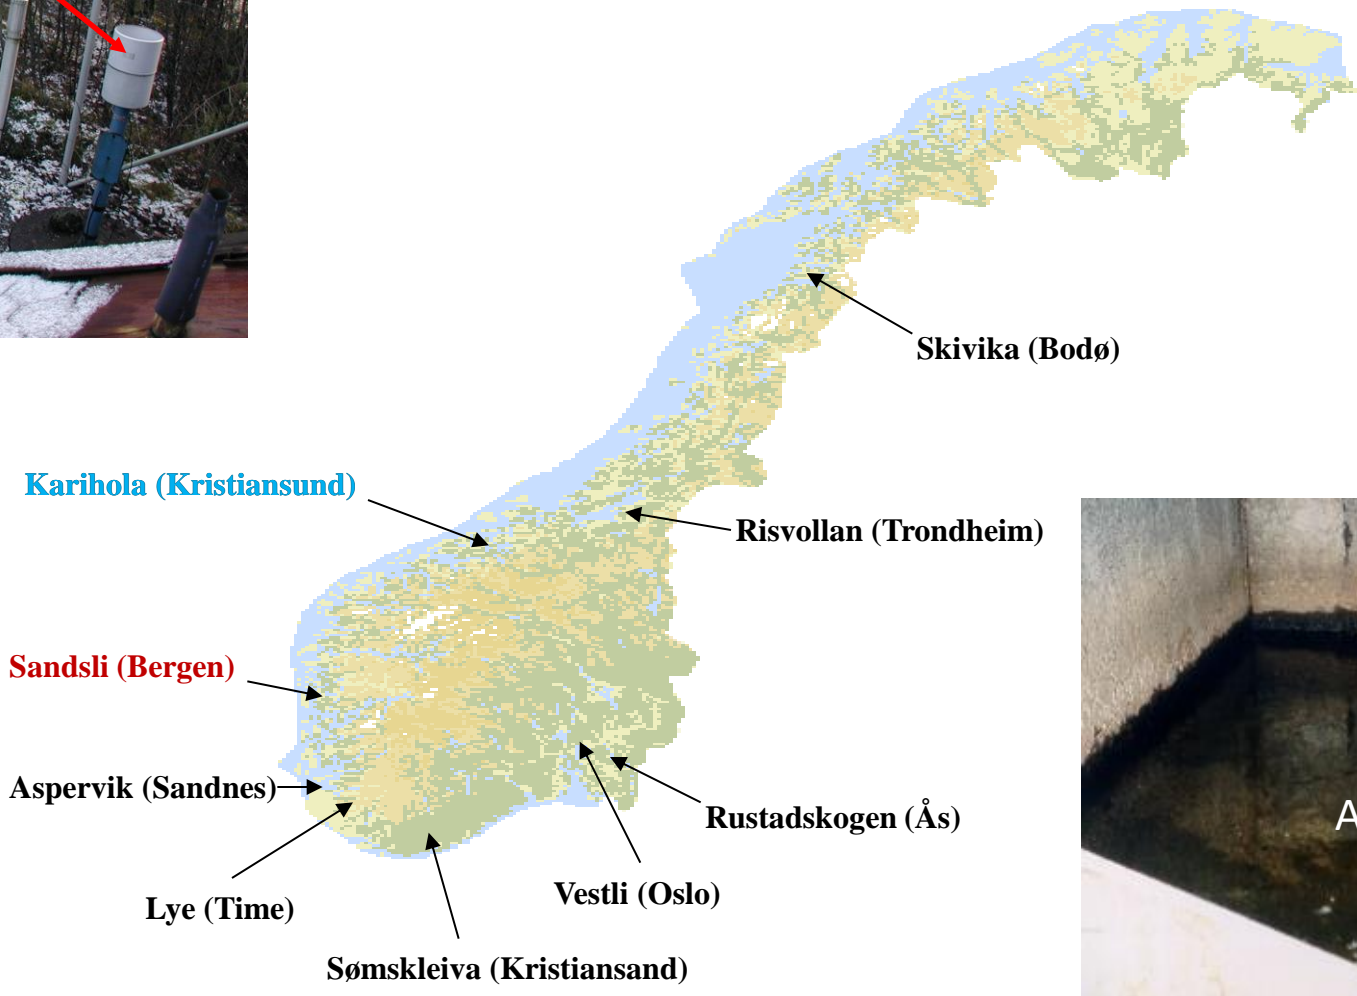 Skivika (Bodø)
Karihola (Kristiansund)
Risvollan (Trondheim)
Sandsli (Bergen)
Aspervik (Sandnes)
Rustadskogen (Ås)
A
Vestli (Oslo)
Lye (Time)
Sømskleiva (Kristiansand)